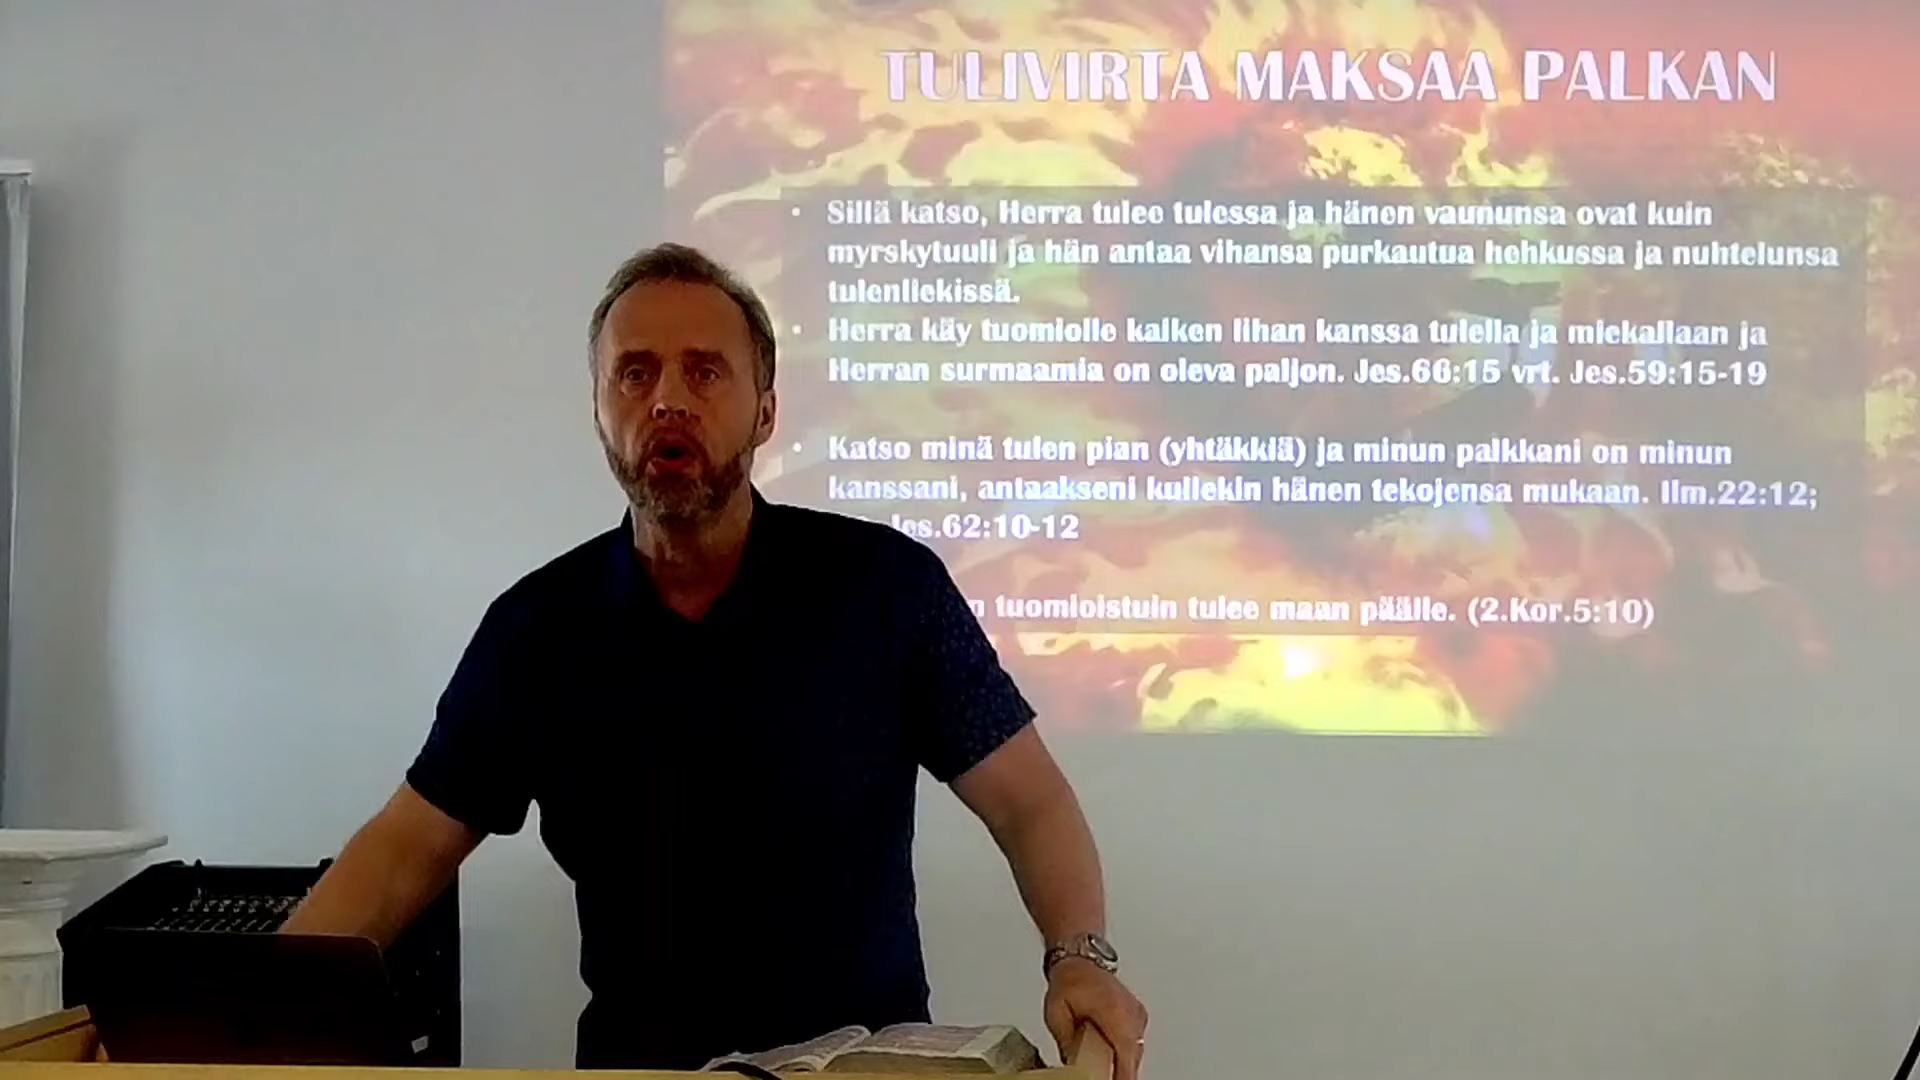 TULIVIRTA MAKSAA PALKAN
• Sillä katso, Herra tulee tulessa ja hänen vaununsa ovat kuin
myrskytuuli ja hän antaa vihansa purkautua hehkussa ja nuhtelunsa
tulenliekissä.
• Herra käy tuomiolle kaiken lihan kanssa tulella ja miekallaan ja
Herran surmaamia on oleva paljon. Jes.66:15 vrt. Jes.59:15-19
• Katso minä tulen pian (yhtäkkiä) ja minun palkkani on minun
kanssani, antaakseni kullekin hänen tekojensa mukaan. Ilm.22:12;
Jes.62:10-12
tuomioistuin tulee maan päälle. (2.Kor.5:10)